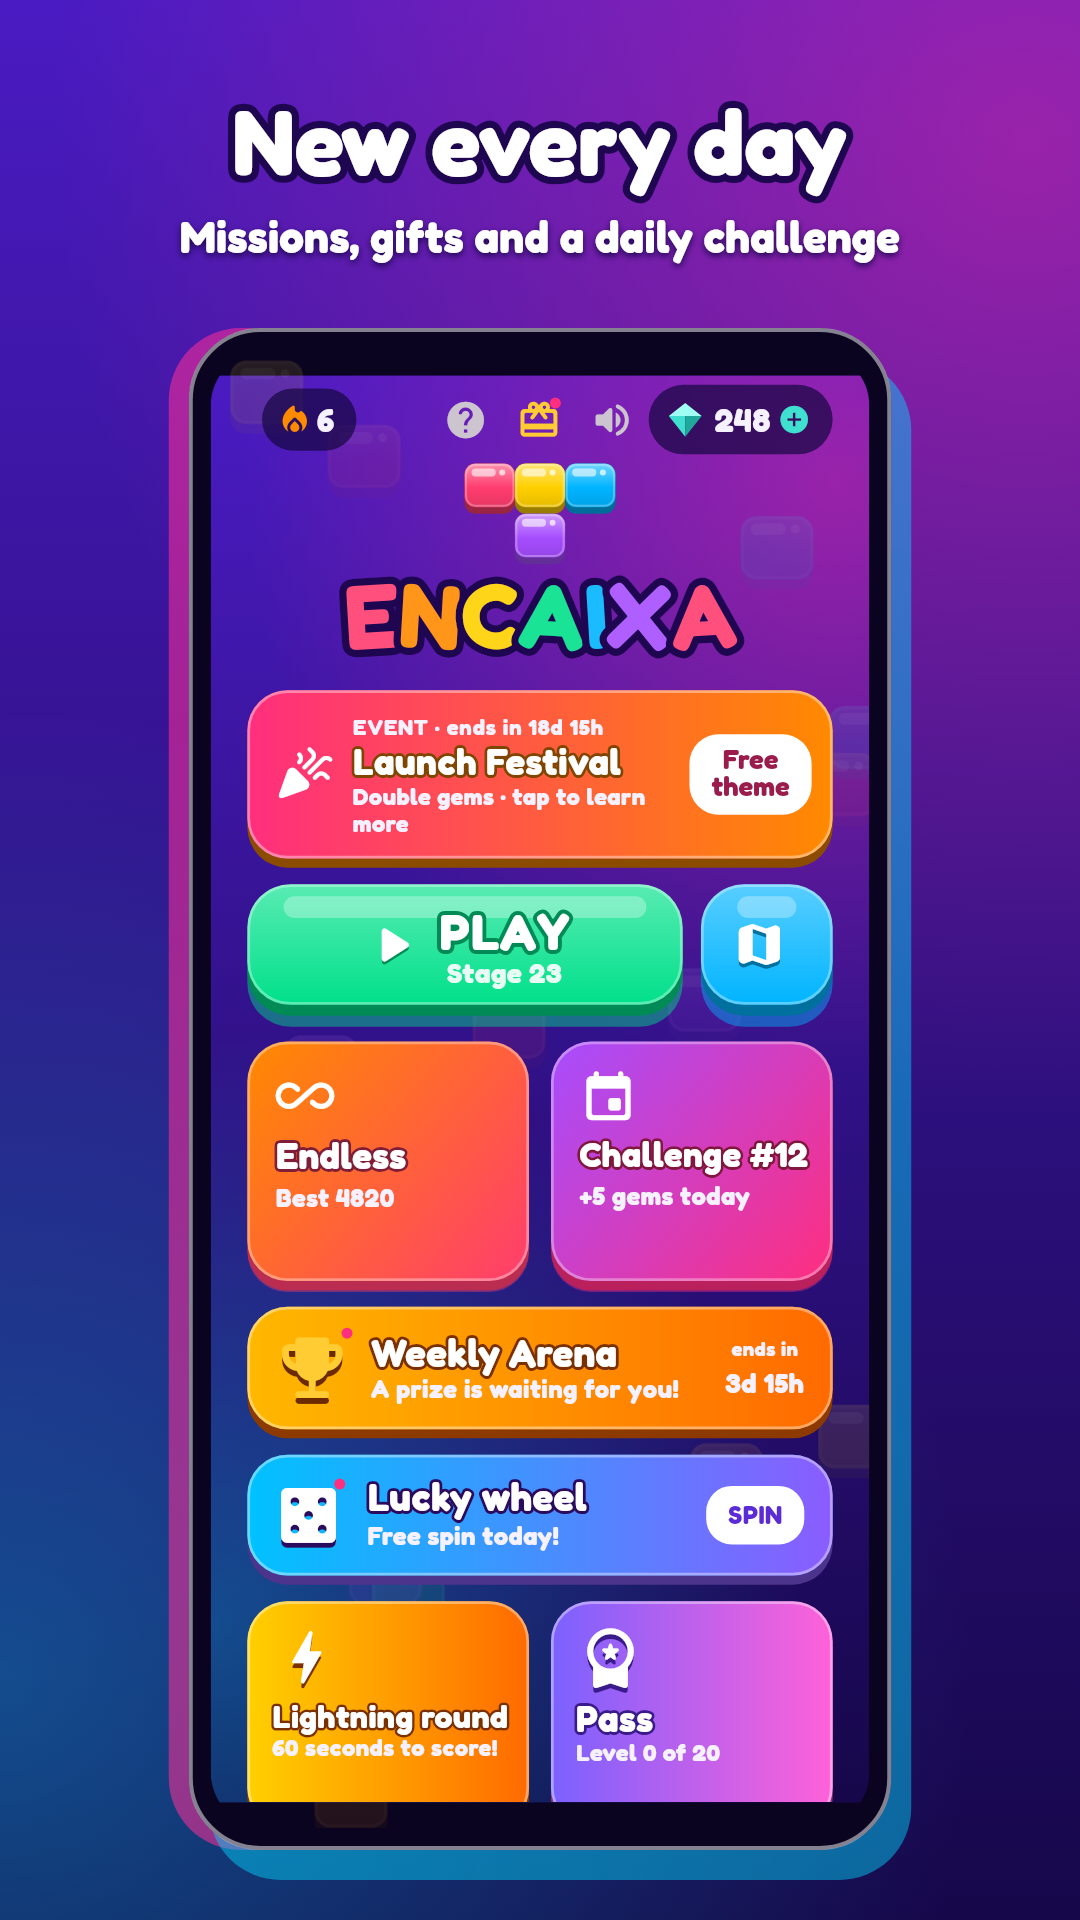 New every day
Missions, gifts and a daily challenge
6
248
ENCAIXA
EVENT · ends in 18d 15h
Launch Festival
Double gems · tap to learn
more
Free
theme
PLAY
Stage 23
Endless
Best 4820
Challenge #12
+5 gems today
Weekly Arena
A prize is waiting for you!
ends in
3d 15h
Lucky wheel
Free spin today!
SPIN
Lightning round
60 seconds to score!
Pass
Level 0 of 20